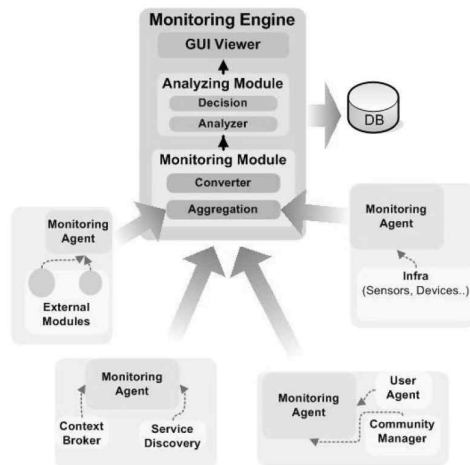 Monitoring Engine
GUI Viewer
Analyzing Module
Decision
Analyzer
Monitoring Module
Converter
Aggregation
DB
Monitoring
Agent
External
Modules
Monitoring
Agent
Infra
(Sensors, Devices..)
Monitoring
Agent
Context
Broker
Service
Discovery
Monitoring
Agent
User
Agent
Community
Manager